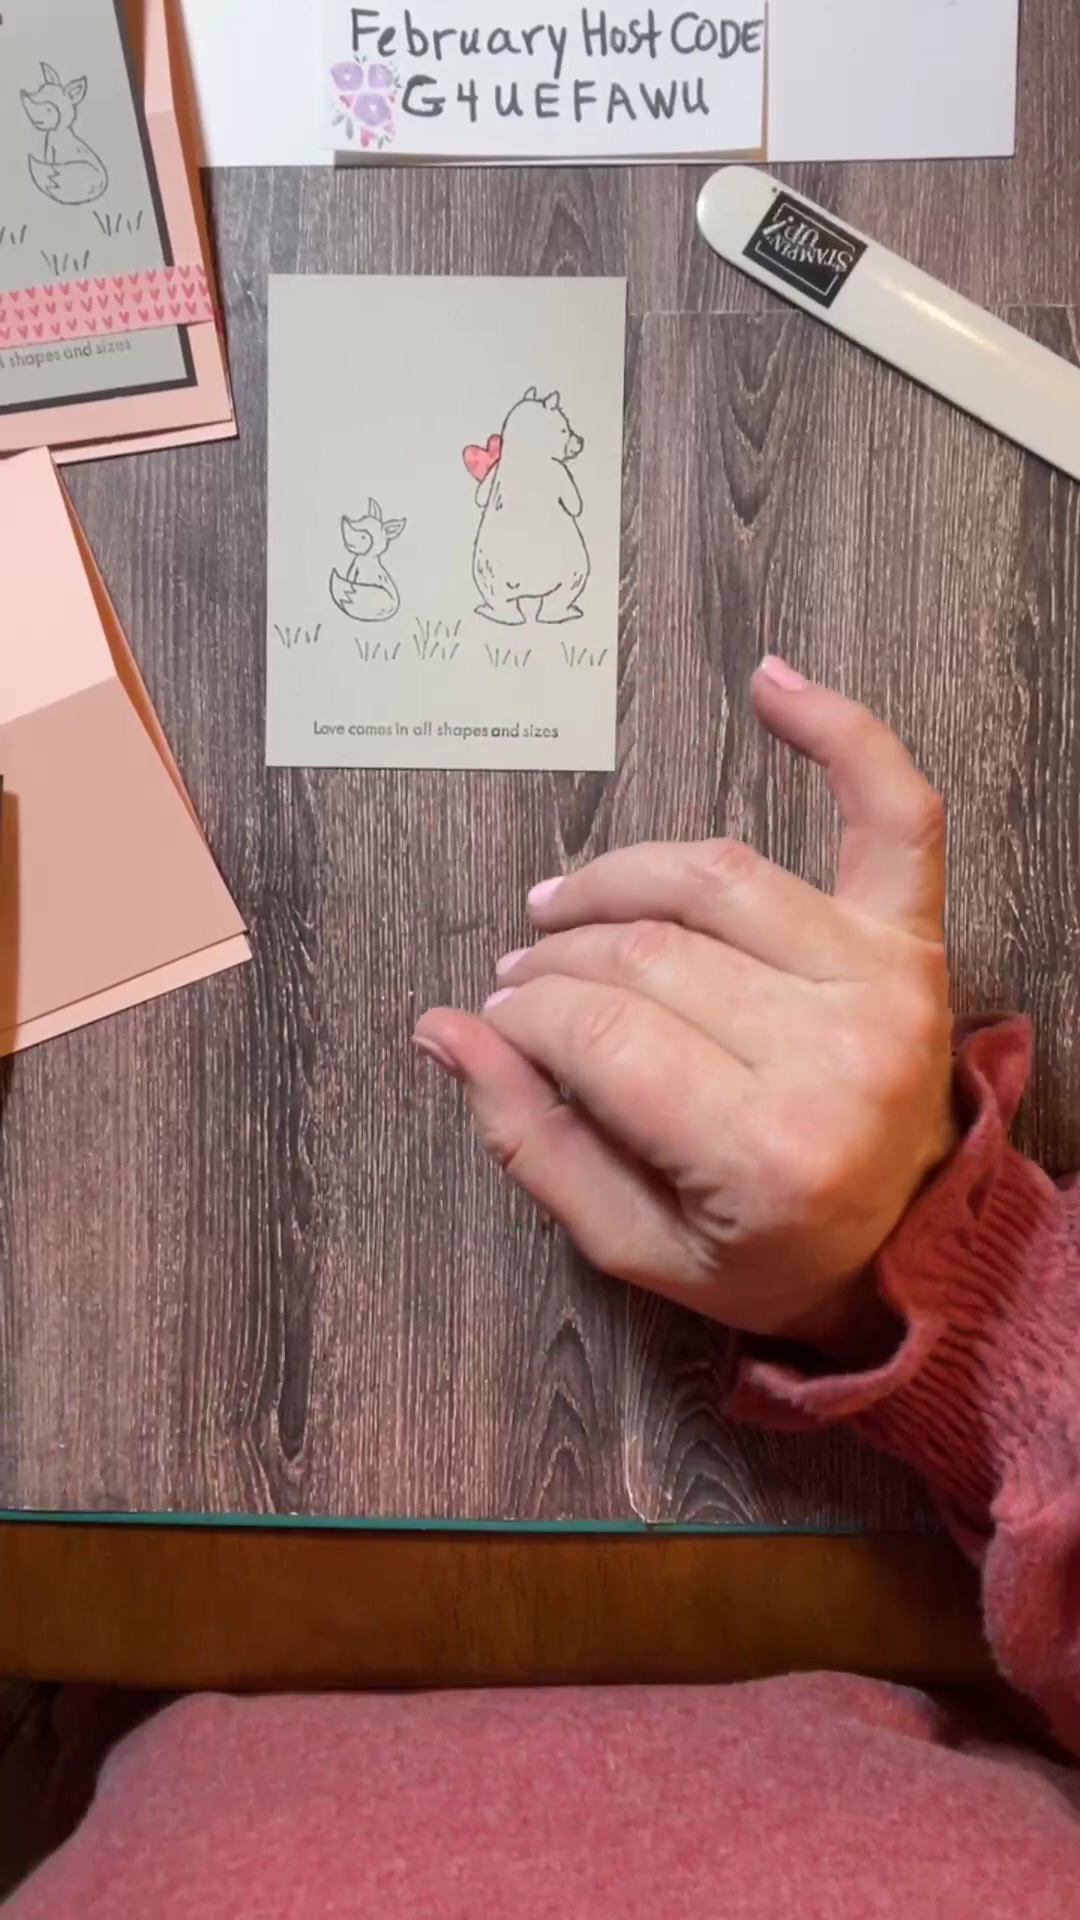 February Host CODE
G4UEFAWU
STAMPIN'
UP!
shapes and sizes
Love comes in all shapes and sizes